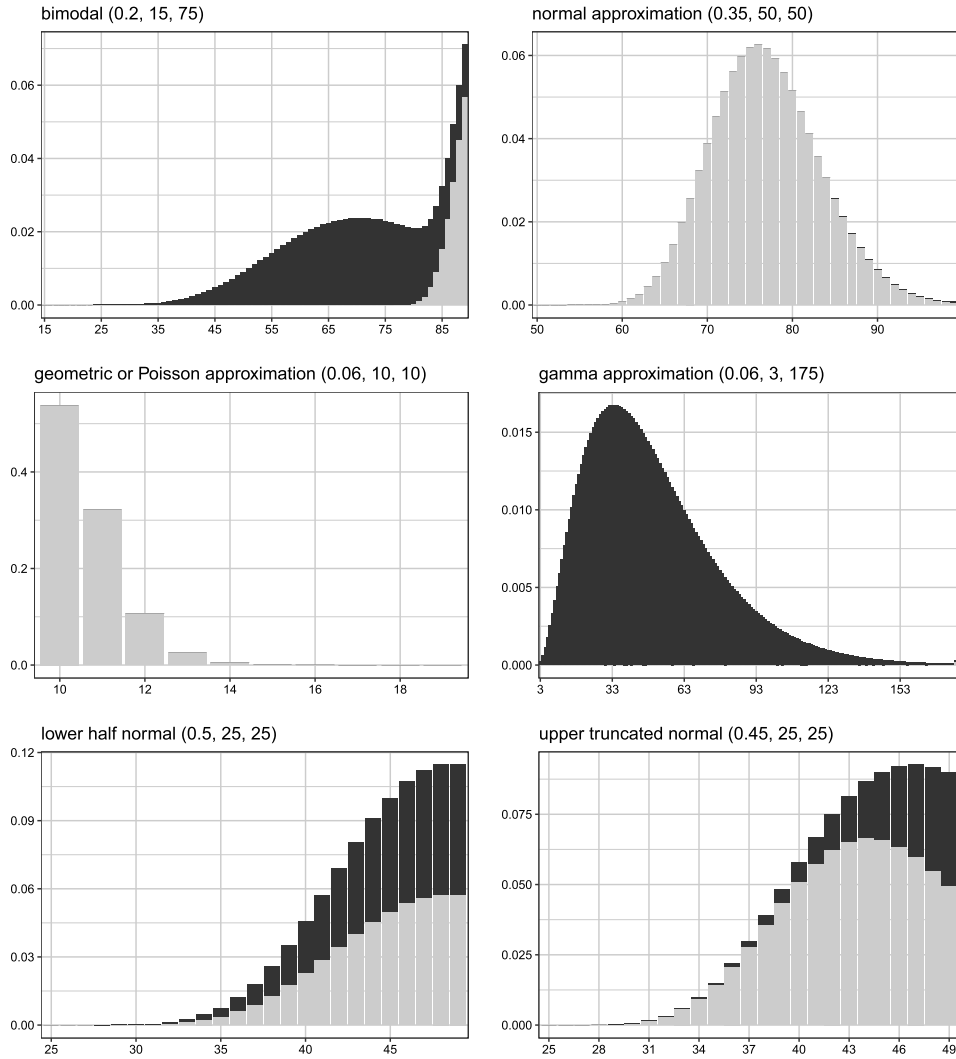 bimodal (0.2, 15, 75)
0.06
0.04
0.02
0.00
15 25 35 45 55 65 75 85
normal approximation (0.35, 50, 50)
0.06
0.04
0.02
0.00
50 60 70 80 90
geometric or Poisson approximation (0.06, 10, 10)
0.4
0.2
0.0
10 12 14 16 18
gamma approximation (0.06, 3, 175)
0.015
0.010
0.005
0.000
3 33 63 93 123 153
lower half normal (0.5, 25, 25)
0.12
0.09
0.06
0.03
0.00
25 30 35 40 45
upper truncated normal (0.45, 25, 25)
0.075
0.050
0.025
0.000
25 28 31 34 37 40 43 46 49